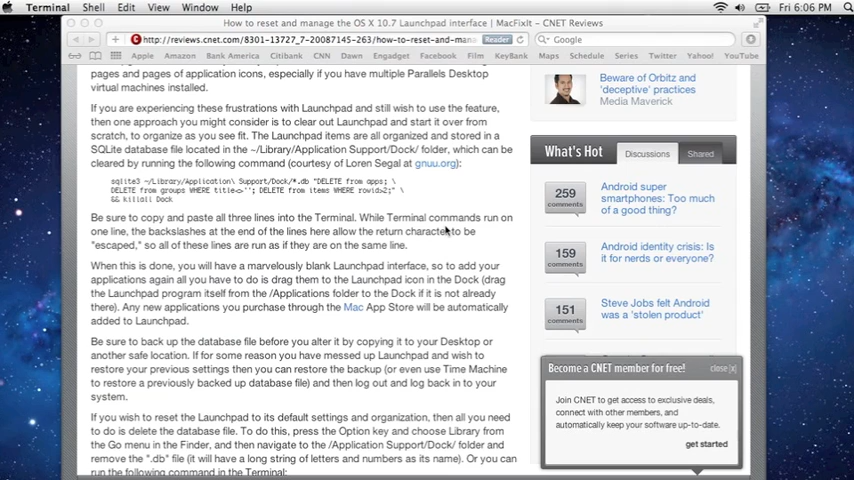 Terminal Shell Edit View Window Help Fri 6:06 PM
How to reset and manage the OS X 10.7 Launchpad interface | MacFixIt – CNET Reviews
http://reviews.cnet.com/8301-13727_7-20087145-263/how-to-reset-and-mana Reader Google
Apple Amazon Bank America Citibank CNN Dawn Engadget Facebook Film KeyBank Maps Schedule Series Twitter Yahoo! YouTube
pages and pages of application icons, especially if you have multiple Parallels Desktop
virtual machines installed.
If you are experiencing these frustrations with Launchpad and still wish to use the feature,
then one approach you might consider is to clear out Launchpad and start it over from
scratch, to organize as you see fit. The Launchpad items are all organized and stored in a
SQLite database file located in the ~/Library/Application Support/Dock/ folder, which can be
cleared by running the following command (courtesy of Loren Segal at gnuu.org):
sqlite3 ~/Library/Application\ Support/Dock/*.db "DELETE from apps; \
DELETE from groups WHERE title<>''; DELETE from items WHERE rowid>2;" \
&& killall Dock
Be sure to copy and paste all three lines into the Terminal. While Terminal commands run on
one line, the backslashes at the end of the lines here allow the return character to be
"escaped," so all of these lines are run as if they are on the same line.
When this is done, you will have a marvelously blank Launchpad interface, so to add your
applications again all you have to do is drag them to the Launchpad icon in the Dock (drag
the Launchpad program itself from the /Applications folder to the Dock if it is not already
there). Any new applications you purchase through the Mac App Store will be automatically
added to Launchpad.
Be sure to back up the database file before you alter it by copying it to your Desktop or
another safe location. If for some reason you have messed up Launchpad and wish to
restore your previous settings then you can restore the backup (or even use Time Machine
to restore a previously backed up database file) and then log out and log back in to your
system.
If you wish to reset the Launchpad to its default settings and organization, then all you need
to do is delete the database file. To do this, press the Option key and choose Library from
the Go menu in the Finder, and then navigate to the /Application Support/Dock/ folder and
remove the ".db" file (it will have a long string of letters and numbers as its name). Or you can
run the following command in the Terminal:
Beware of Orbitz and
'deceptive' practices
Media Maverick
What's Hot Discussions Shared
259
comments
Android super
smartphones: Too much
of a good thing?
159
comments
Android identity crisis: Is
it for nerds or everyone?
151
comments
Steve Jobs felt Android
was a 'stolen product'
Become a CNET member for free! close [x]
Join CNET to get access to exclusive deals,
connect with other members, and
automatically keep your software up-to-date.
get started